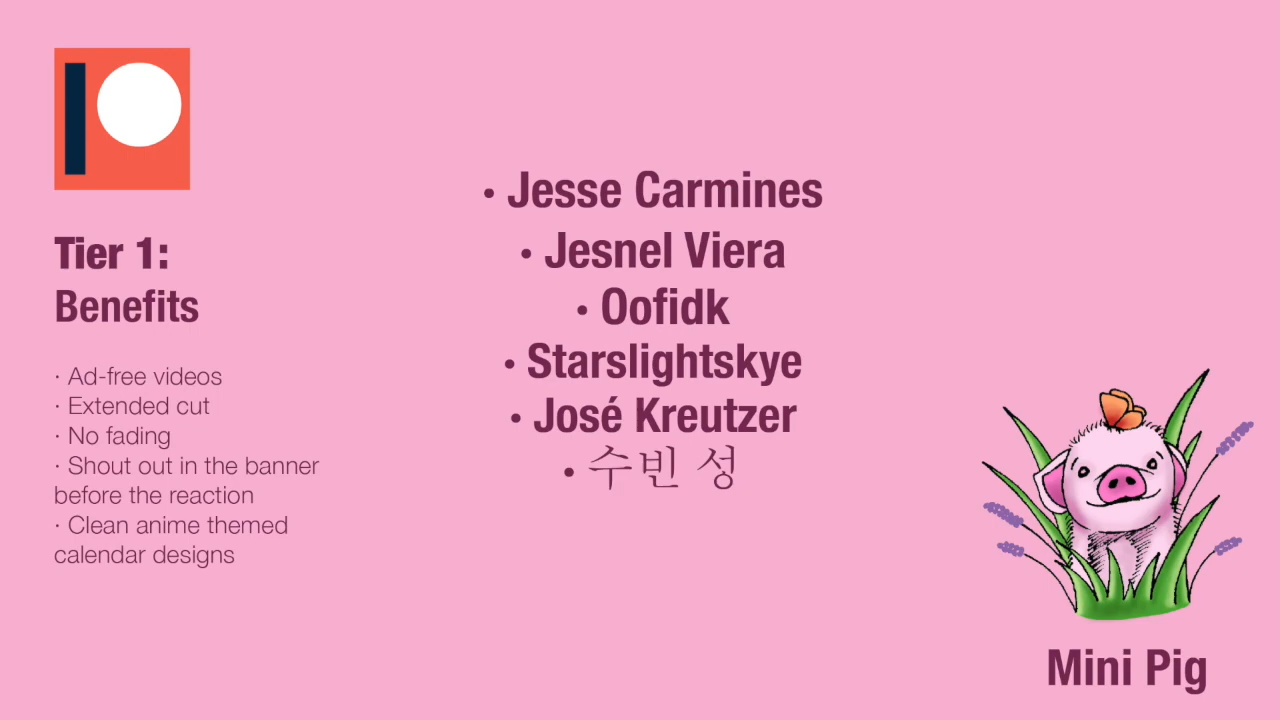 Tier 1:
Benefits
· Ad-free videos
· Extended cut
· No fading
· Shout out in the banner
before the reaction
· Clean anime themed
calendar designs
• Jesse Carmines
• Jesnel Viera
• Oofidk
• Starslightskye
• José Kreutzer
• 수빈 성
Mini Pig